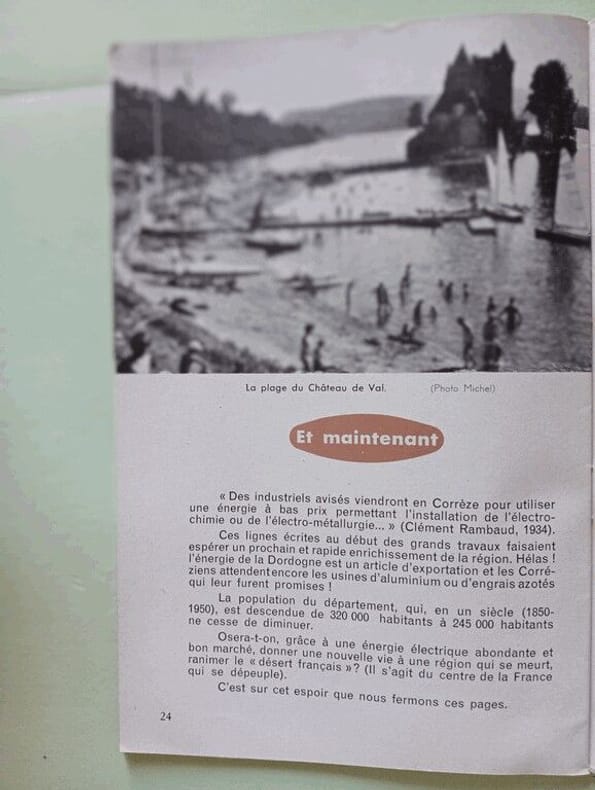 La plage du Château de Val. (Photo Michel)
Et maintenant
« Des industriels avisés viendront en Corrèze pour utiliser
une énergie à bas prix permettant l'installation de l'électro-
chimie ou de l'électro-métallurgie... » (Clément Rambaud, 1934).
Ces lignes écrites au début des grands travaux faisaient
espérer un prochain et rapide enrichissement de la région. Hélas !
l'énergie de la Dordogne est un article d'exportation et les Corré-
ziens attendent encore les usines d'aluminium ou d'engrais azotés
qui leur furent promises !
La population du département, qui, en un siècle (1850-
1950), est descendue de 320 000 habitants à 245 000 habitants
ne cesse de diminuer.
Osera-t-on, grâce à une énergie électrique abondante et
bon marché, donner une nouvelle vie à une région qui se meurt,
ranimer le « désert français » ? (Il s'agit du centre de la France
qui se dépeuple).
C'est sur cet espoir que nous fermons ces pages.
24